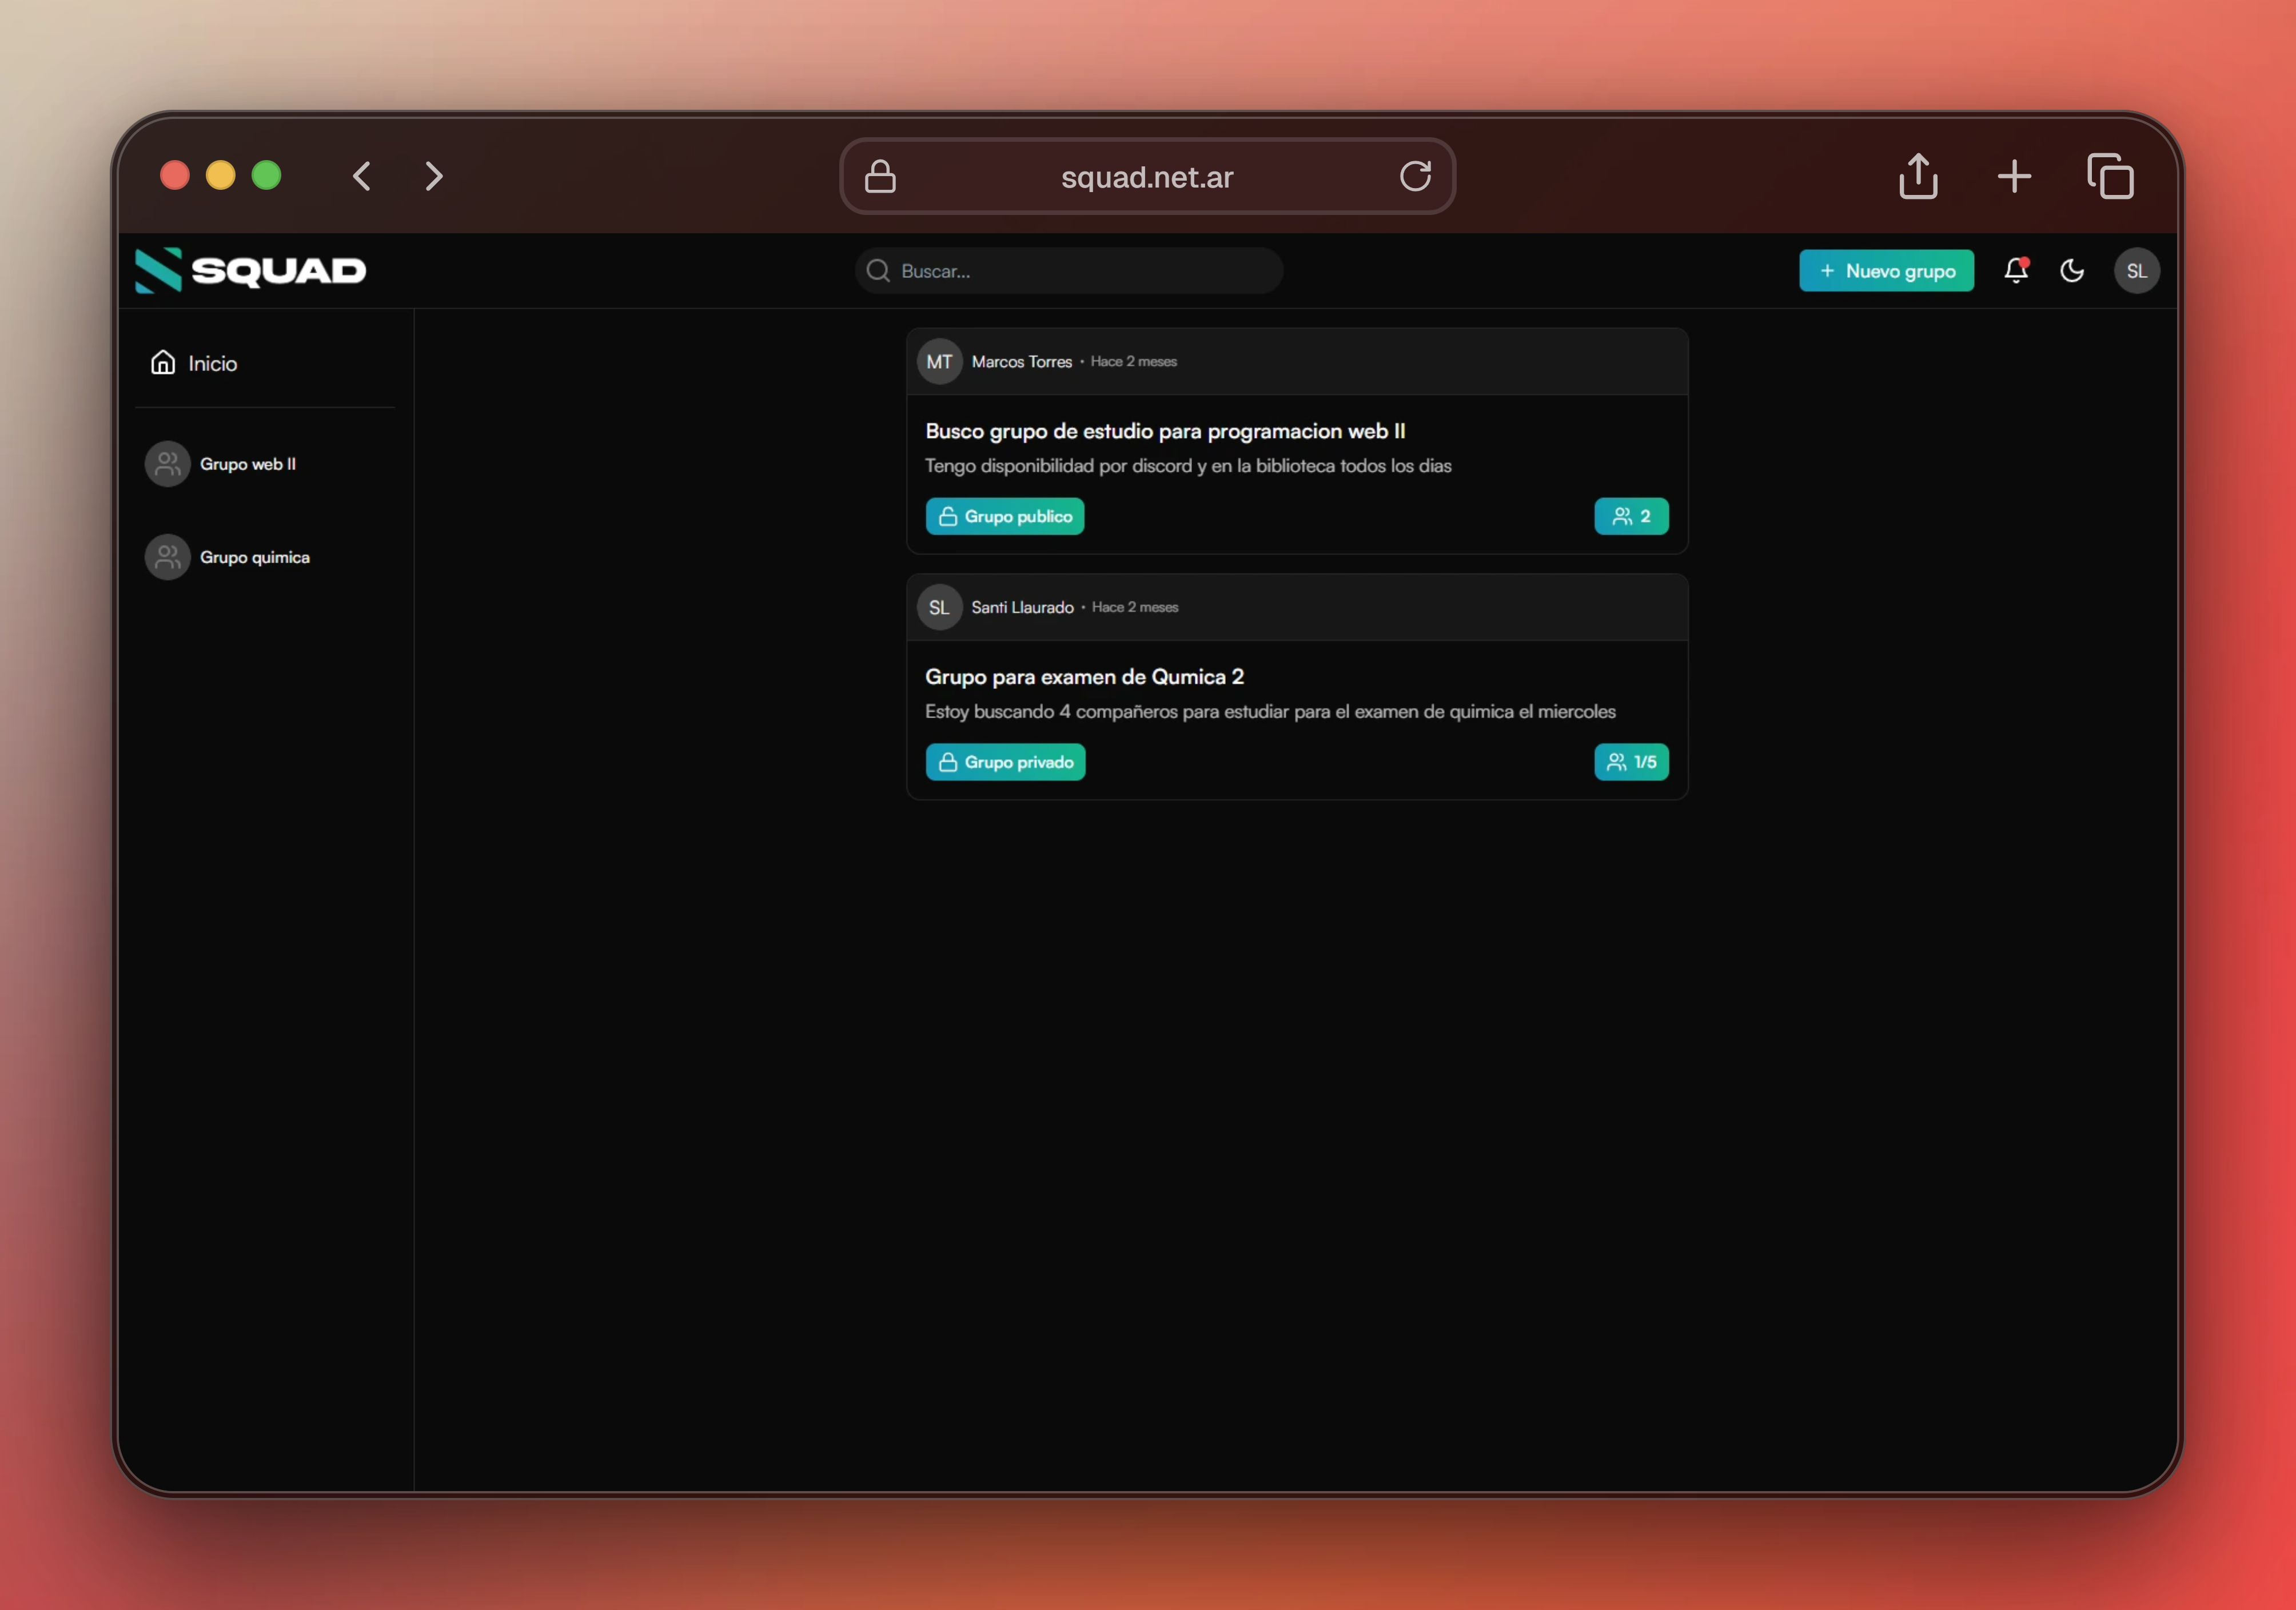 squad.net.ar
SQUAD
Buscar...
+ Nuevo grupo
SL
Inicio
Grupo web II
Grupo quimica
MT Marcos Torres • Hace 2 meses
Busco grupo de estudio para programacion web II
Tengo disponibilidad por discord y en la biblioteca todos los dias
Grupo publico
2
SL Santi Llaurado • Hace 2 meses
Grupo para examen de Qumica 2
Estoy buscando 4 compañeros para estudiar para el examen de quimica el miercoles
Grupo privado
1/5